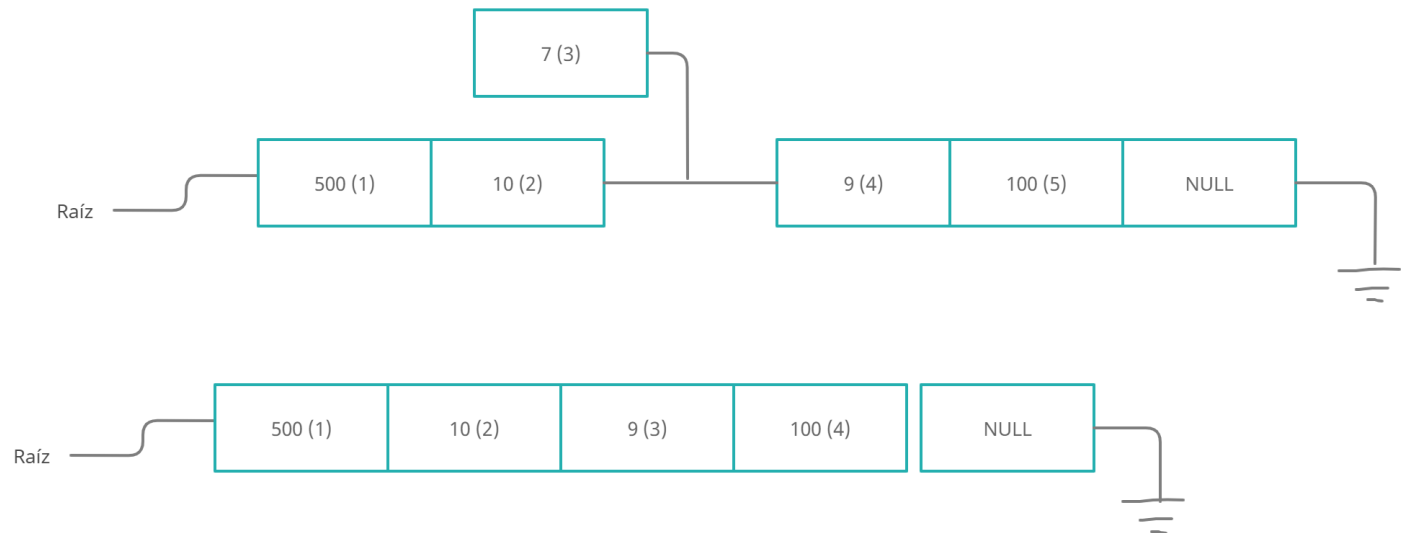 7 (3)
Raíz
500 (1)
10 (2)
9 (4)
100 (5)
NULL
Raíz
500 (1)
10 (2)
9 (3)
100 (4)
NULL